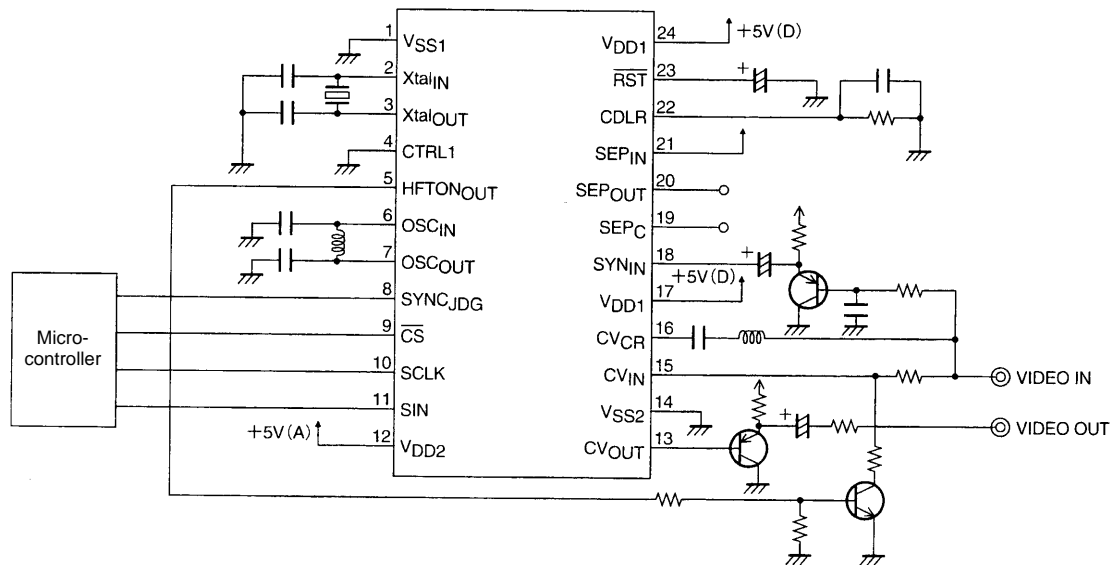 Micro-
controller
1 VSS1
2 XtalIN
3 XtalOUT
4 CTRL1
5 HFTONOUT
6 OSCIN
7 OSCOUT
8 SYNCJDG
9 CS
10 SCLK
11 SIN
+5V(A)
12 VDD2
VDD1 24 +5V(D)
RST 23 +
CDLR 22
SEPIN 21
SEPOUT 20
SEPC 19
SYNIN 18 +
VDD1 17 +5V(D)
CVCR 16
CVIN 15 VIDEO IN
VSS2 14
+ VIDEO OUT
CVOUT 13